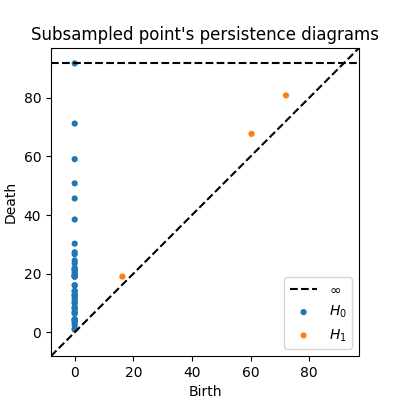 Subsampled point's persistence diagrams
80
60
40
20
0
Death
0 20 40 60 80
Birth
∞
H₀
H₁